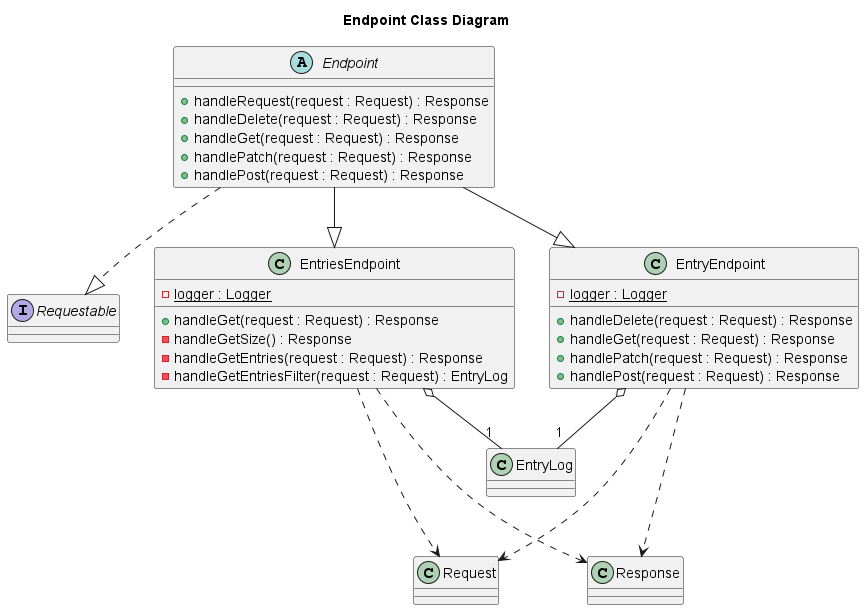 Endpoint Class Diagram
A Endpoint
handleRequest(request : Request) : Response
handleDelete(request : Request) : Response
handleGet(request : Request) : Response
handlePatch(request : Request) : Response
handlePost(request : Request) : Response
I Requestable
C EntriesEndpoint
logger : Logger
handleGet(request : Request) : Response
handleGetSize() : Response
handleGetEntries(request : Request) : Response
handleGetEntriesFilter(request : Request) : EntryLog
C EntryEndpoint
logger : Logger
handleDelete(request : Request) : Response
handleGet(request : Request) : Response
handlePatch(request : Request) : Response
handlePost(request : Request) : Response
1
1
C EntryLog
C Request
C Response